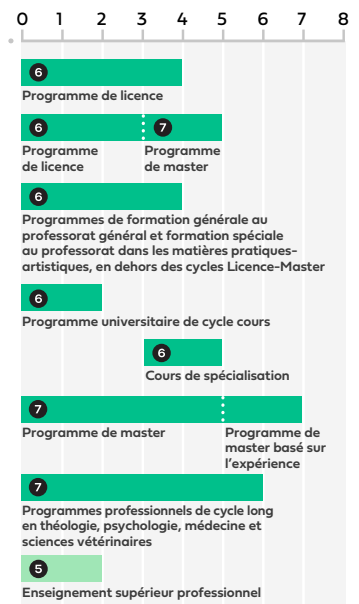 0 1 2 3 4 5 6 7 8
6
Programme de licence
6 7
Programme Programme
de licence de master
6
Programmes de formation générale au
professorat général et formation spéciale
au professorat dans les matières pratiques-
artistiques, en dehors des cycles Licence-Master
6
Programme universitaire de cycle cours
6
Cours de spécialisation
7
Programme de master Programme de
master basé sur
l'expérience
7
Programmes professionnels de cycle long
en théologie, psychologie, médecine et
sciences vétérinaires
5
Enseignement supérieur professionnel